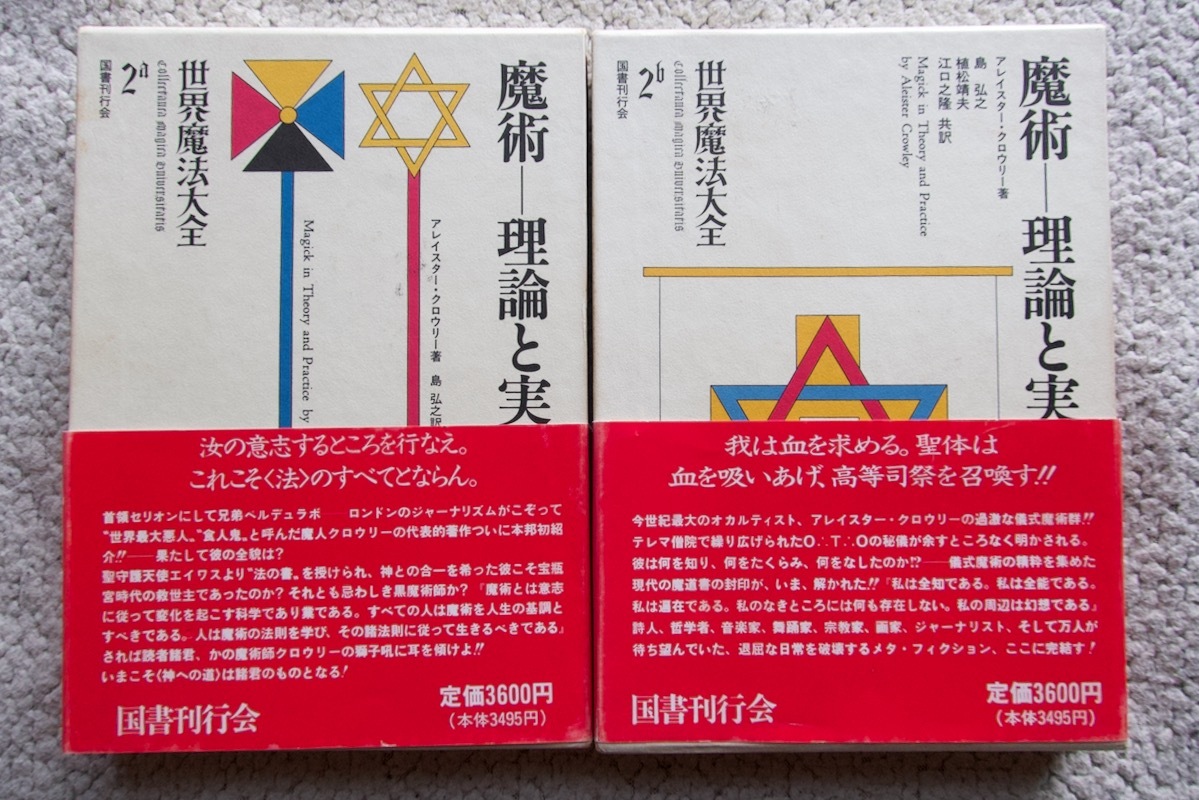 魔術―理論と実
アレイスター・クロウリー著 島 弘之訳
Magick in Theory and Practice by
世界魔法大全
Collectanea Magica Universitatis
2a
国書刊行会
汝の意志するところを行なえ。
これこそ〈法〉のすべてとならん。
首領セリオンにして兄弟ペルデュラボ――ロンドンのジャーナリズムがこぞって
“世界最大悪人”“食人鬼”と呼んだ魔人クロウリーの代表的著作ついに本邦初紹
介!!――果たして彼の全貌は?
聖守護天使エイワスより“法の書”を授けられ、神との合一を希った彼こそ宝瓶
宮時代の救世主であったのか? それとも忌わしき黒魔術師か? 『魔術とは意志
に従って変化を起こす科学であり業である。すべての人は魔術を人生の基調と
すべきである。人は魔術の法則を学び、その諸法則に従って生きるべきである』
されば読者諸君、かの魔術師クロウリーの獅子吼に耳を傾けよ!!
いまこそ〈神への道〉は諸君のものとなる!
定価3600円
(本体3495円)
国書刊行会
魔術―理論と実
アレイスター・クロウリー著
島 弘之
植松靖夫
江口之隆 共訳
Magick in Theory and Practice
by Aleister Crowley
世界魔法大全
Collectanea Magica Universitatis
2b
国書刊行会
我は血を求める。聖体は
血を吸いあげ、高等司祭を召喚す!!
今世紀最大のオカルティスト、アレイスター・クロウリーの過激な儀式魔術群!!
テレマ僧院で繰り広げられたO∴T∴Oの秘儀が余すところなく明かされる。
彼は何を知り、何をたくらみ、何をなしたのか!?――儀式魔術の精粋を集めた
現代の魔道書の封印が、いま、解かれた!!『私は全知である。私は全能である。
私は遍在である。私のなきところには何も存在しない。私の周辺は幻想である』
詩人、哲学者、音楽家、舞踊家、宗教家、画家、ジャーナリスト、そして万人が
待ち望んでいた、退屈な日常を破壊するメタ・フィクション、ここに完結す!
定価3600円
(本体3495円)
国書刊行会